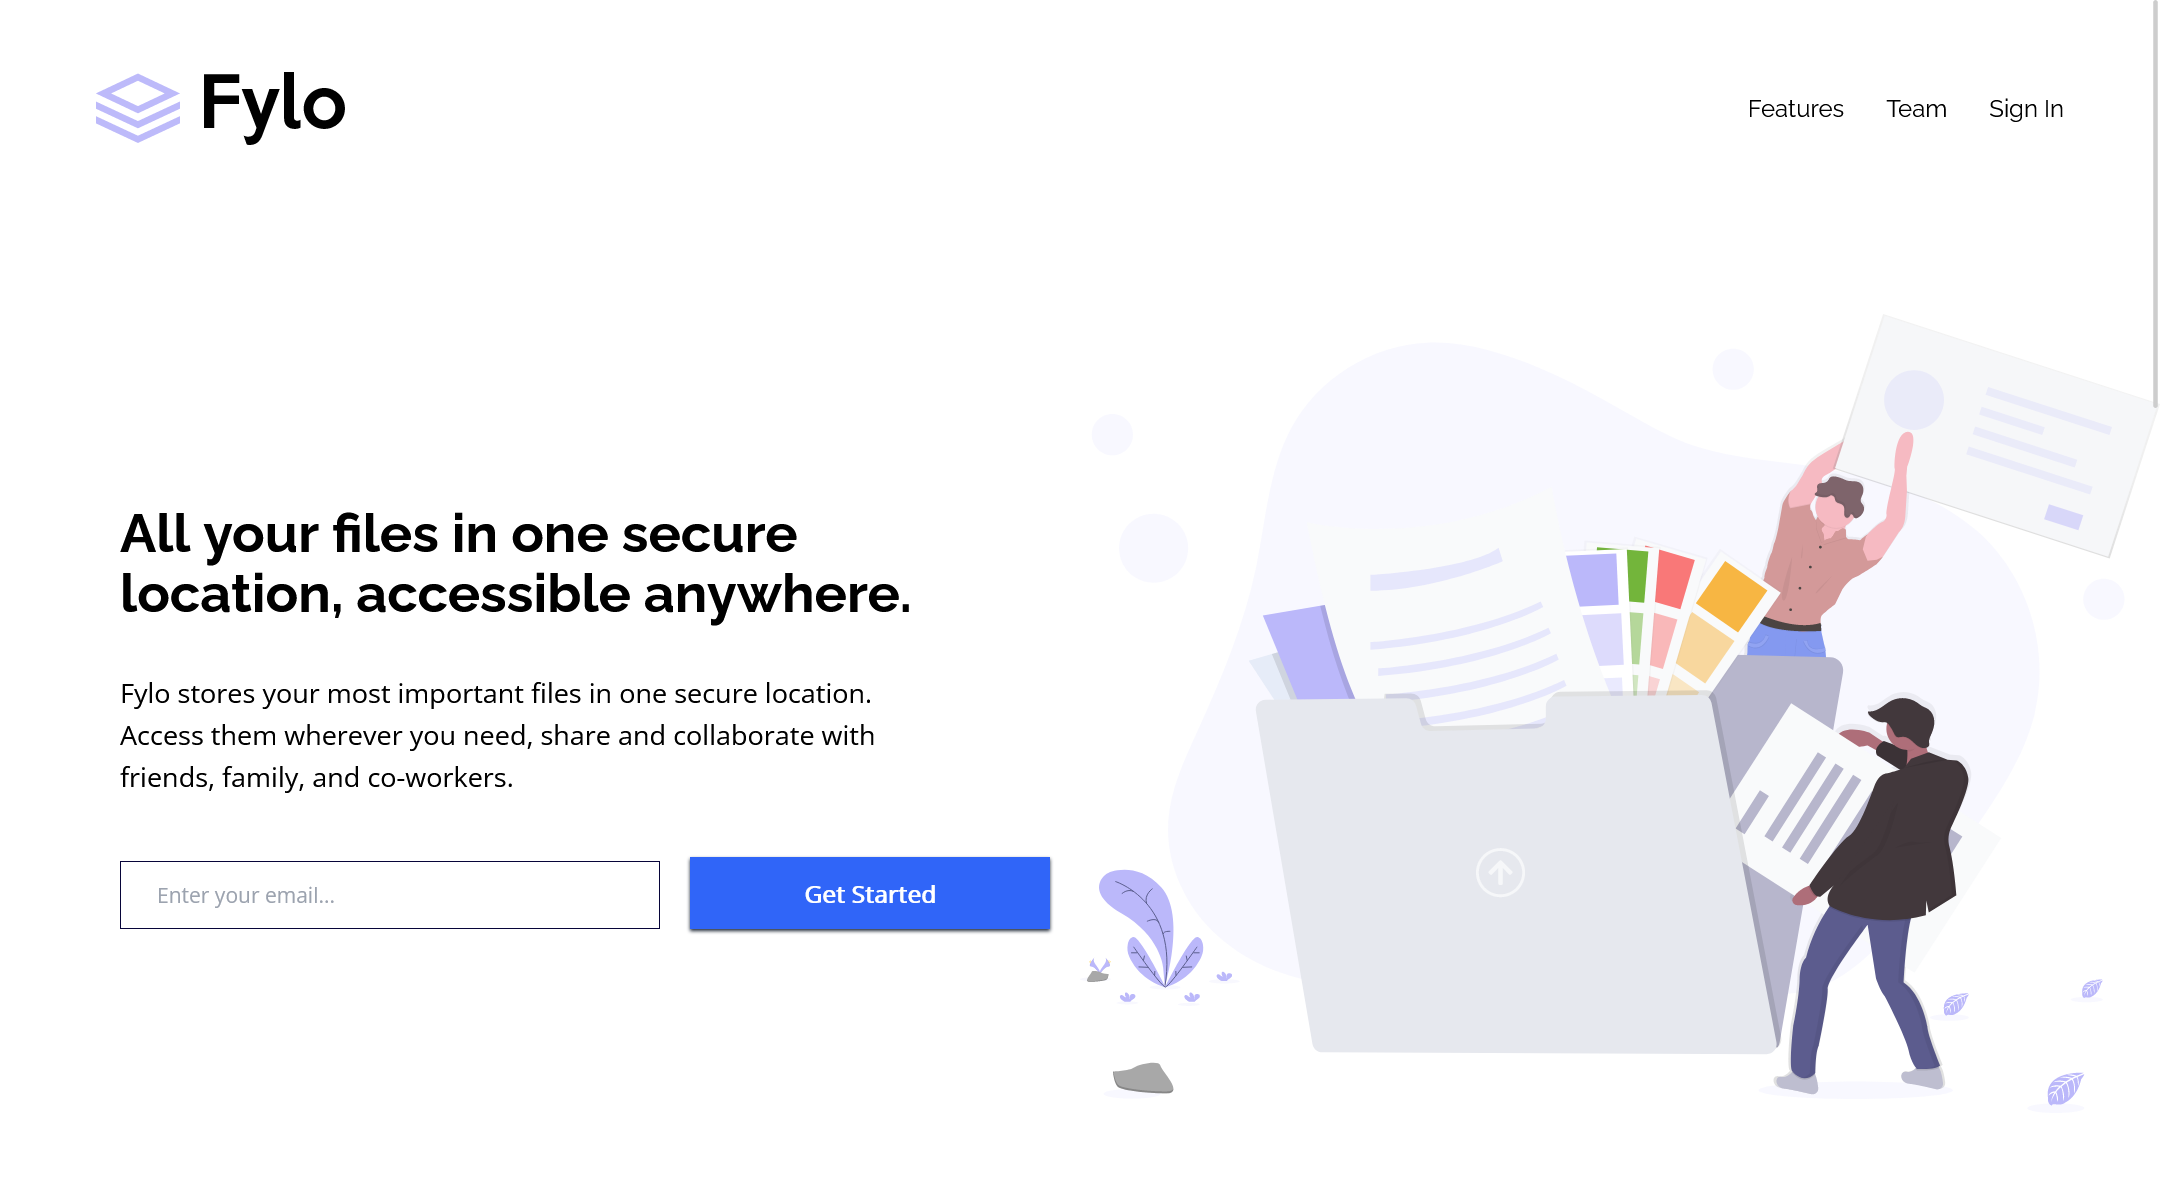 Fylo
Features
Team
Sign In
All your files in one secure
location, accessible anywhere.
Fylo stores your most important files in one secure location.
Access them wherever you need, share and collaborate with
friends, family, and co-workers.
Enter your email...
Get Started